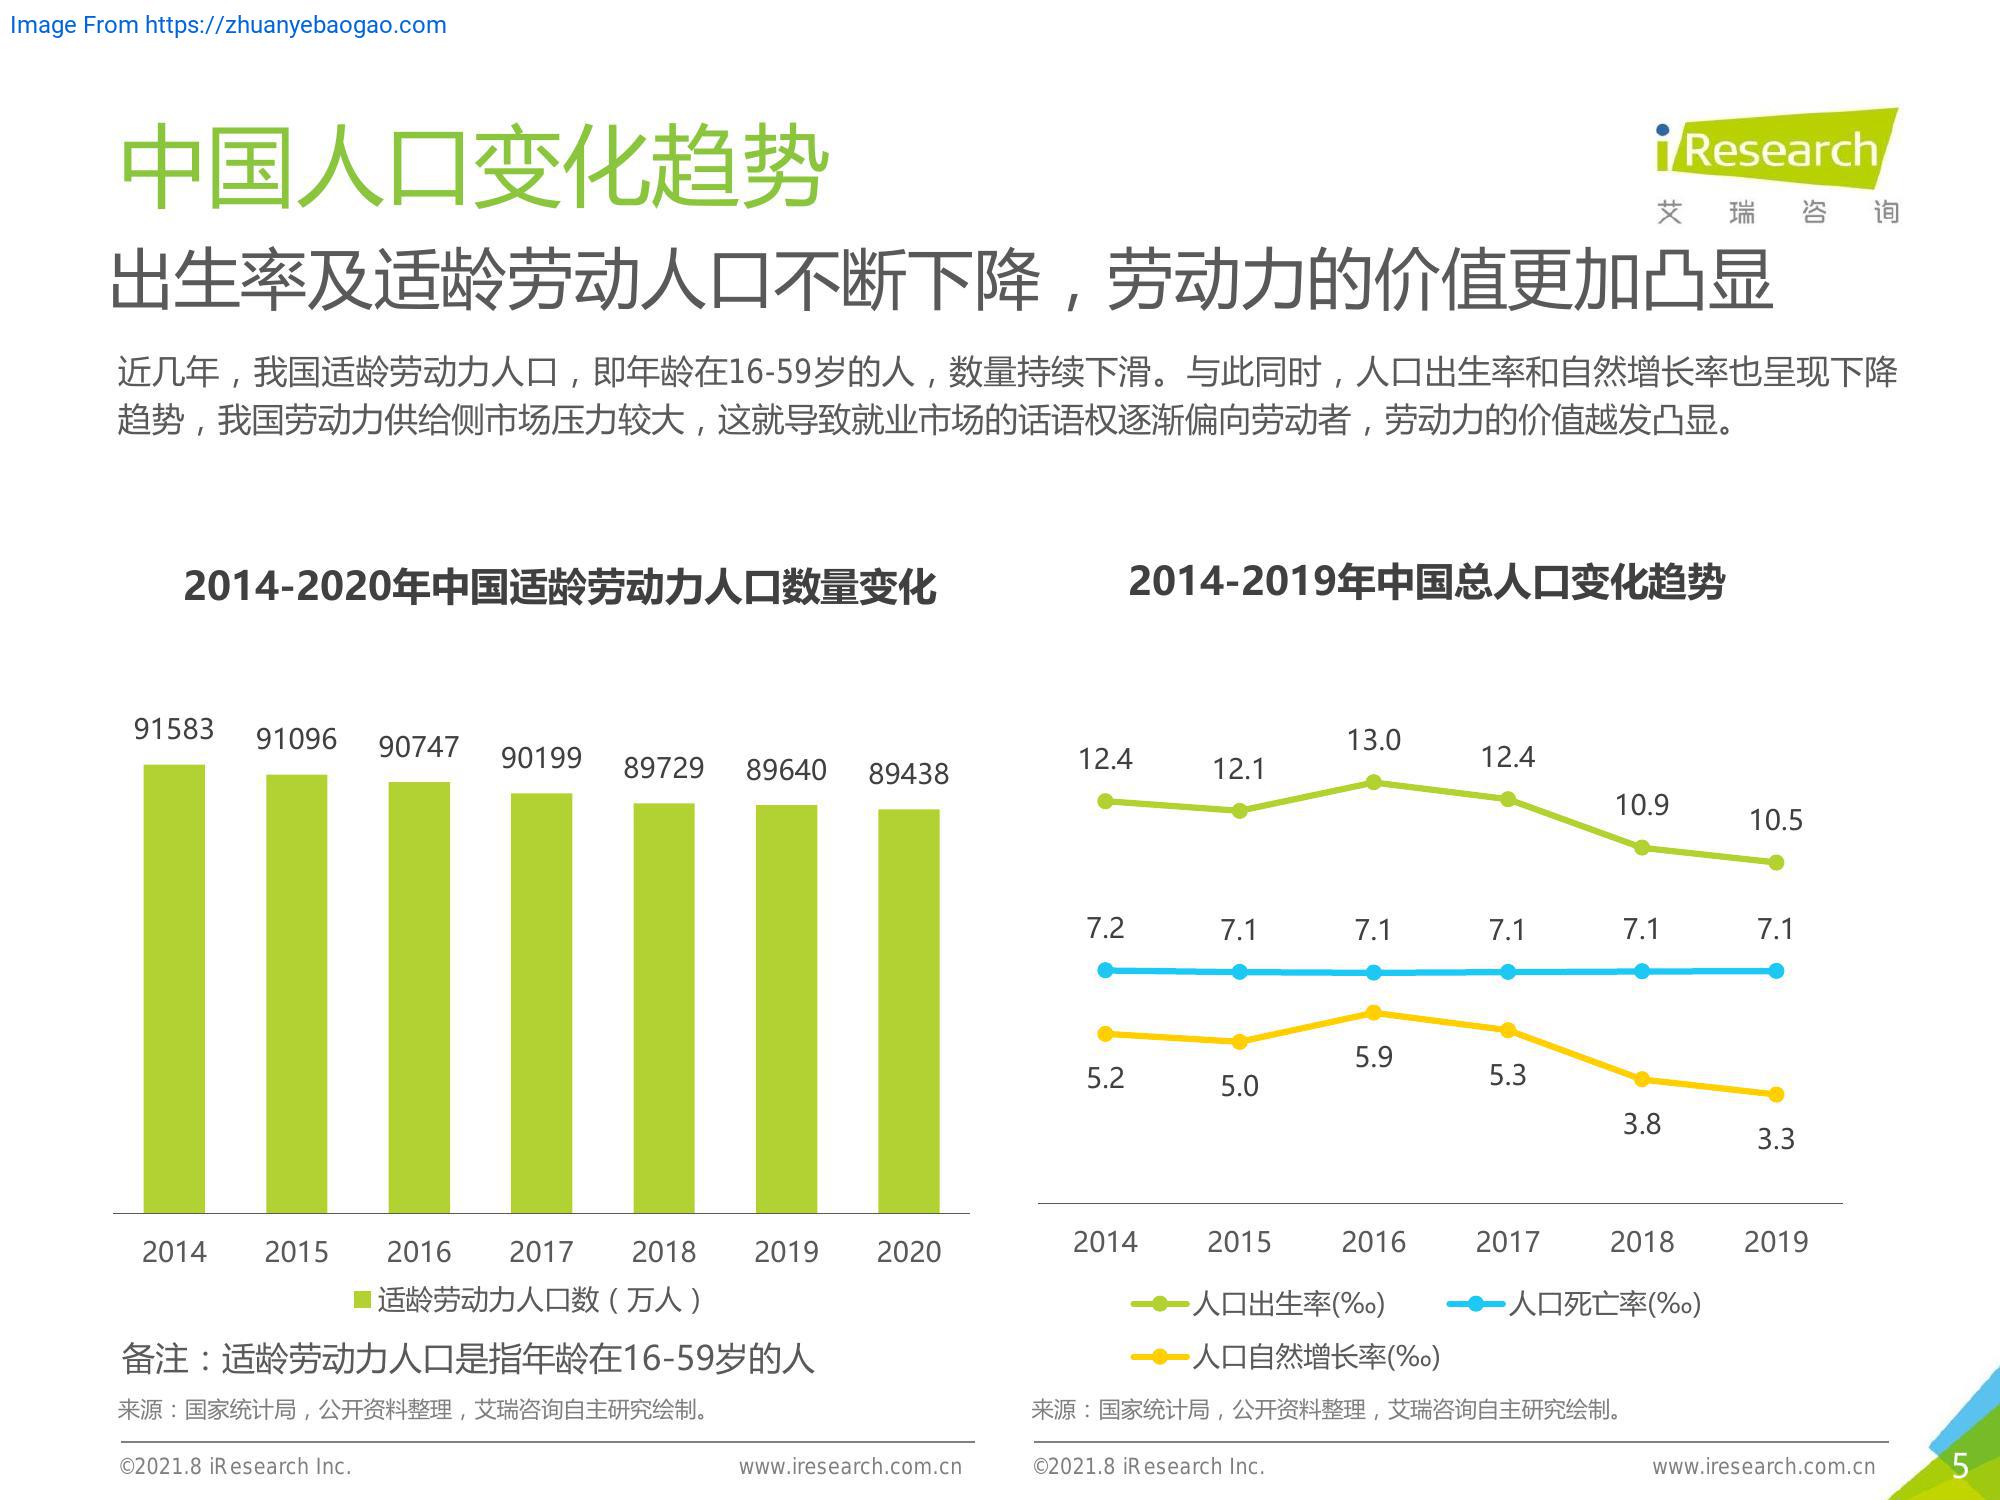 Image From https://zhuanyebaogao.com
中国人口变化趋势
iResearch
艾瑞咨询
出生率及适龄劳动人口不断下降，劳动力的价值更加凸显
近几年，我国适龄劳动力人口，即年龄在16-59岁的人，数量持续下滑。与此同时，人口出生率和自然增长率也呈现下降
趋势，我国劳动力供给侧市场压力较大，这就导致就业市场的话语权逐渐偏向劳动者，劳动力的价值越发凸显。
2014-2020年中国适龄劳动力人口数量变化
91583 91096 90747 90199 89729 89640 89438
2014 2015 2016 2017 2018 2019 2020
适龄劳动力人口数（万人）
备注：适龄劳动力人口是指年龄在16-59岁的人
来源：国家统计局，公开资料整理，艾瑞咨询自主研究绘制。
©2021.8 iResearch Inc. www.iresearch.com.cn
2014-2019年中国总人口变化趋势
12.4 12.1 13.0 12.4 10.9 10.5
7.2 7.1 7.1 7.1 7.1 7.1
5.2 5.0 5.9 5.3 3.8 3.3
2014 2015 2016 2017 2018 2019
人口出生率(‰) 人口死亡率(‰)
人口自然增长率(‰)
来源：国家统计局，公开资料整理，艾瑞咨询自主研究绘制。
©2021.8 iResearch Inc. www.iresearch.com.cn
5